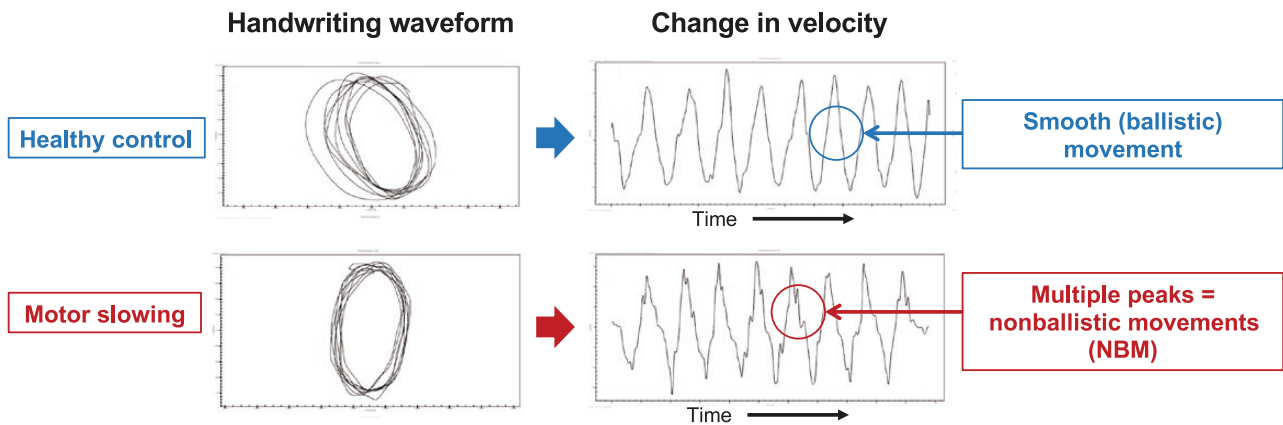 Handwriting waveform
Change in velocity
Healthy control
Smooth (ballistic)
movement
Time
Motor slowing
Multiple peaks =
nonballistic movements
(NBM)
Time